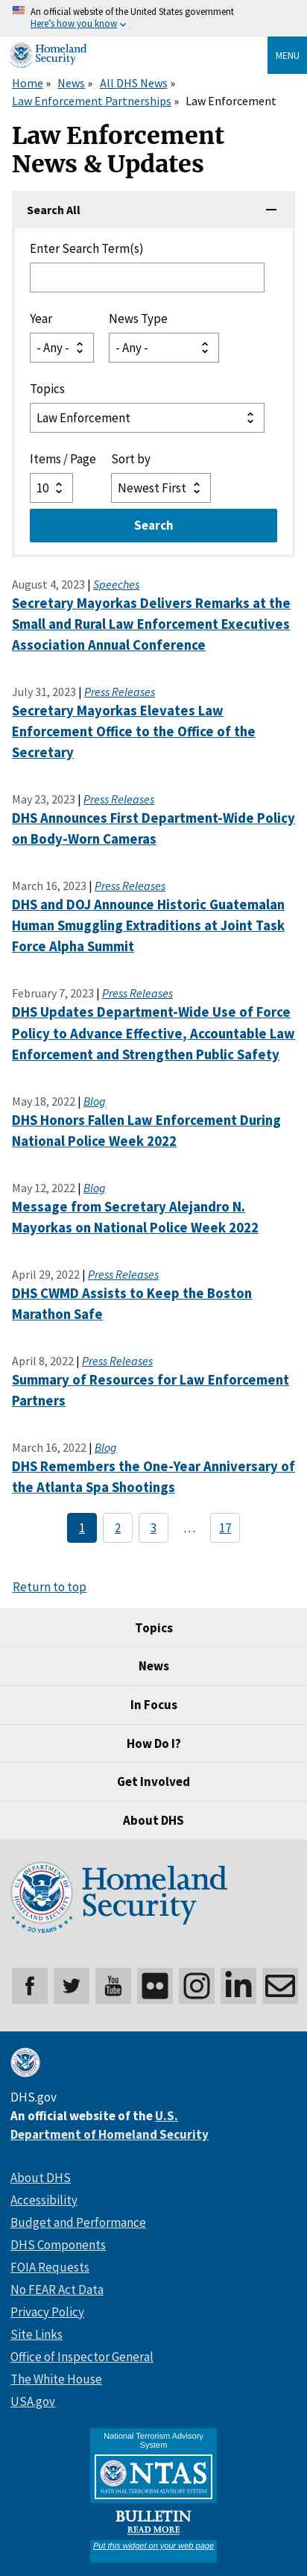 An official website of the United States government
Here's how you know
Homeland
Security
MENU
Home » News » All DHS News »
Law Enforcement Partnerships » Law Enforcement
Law Enforcement
News & Updates
Search All
Enter Search Term(s)
Year News Type
- Any - - Any -
Topics
Law Enforcement
Items / Page Sort by
10 Newest First
Search
August 4, 2023 | Speeches
Secretary Mayorkas Delivers Remarks at the
Small and Rural Law Enforcement Executives
Association Annual Conference
July 31, 2023 | Press Releases
Secretary Mayorkas Elevates Law
Enforcement Office to the Office of the
Secretary
May 23, 2023 | Press Releases
DHS Announces First Department-Wide Policy
on Body-Worn Cameras
March 16, 2023 | Press Releases
DHS and DOJ Announce Historic Guatemalan
Human Smuggling Extraditions at Joint Task
Force Alpha Summit
February 7, 2023 | Press Releases
DHS Updates Department-Wide Use of Force
Policy to Advance Effective, Accountable Law
Enforcement and Strengthen Public Safety
May 18, 2022 | Blog
DHS Honors Fallen Law Enforcement During
National Police Week 2022
May 12, 2022 | Blog
Message from Secretary Alejandro N.
Mayorkas on National Police Week 2022
April 29, 2022 | Press Releases
DHS CWMD Assists to Keep the Boston
Marathon Safe
April 8, 2022 | Press Releases
Summary of Resources for Law Enforcement
Partners
March 16, 2022 | Blog
DHS Remembers the One-Year Anniversary of
the Atlanta Spa Shootings
1 2 3 … 17
Return to top
Topics
News
In Focus
How Do I?
Get Involved
About DHS
Homeland
Security
20 YEARS
You
Tube
DHS.gov
An official website of the U.S.
Department of Homeland Security
About DHS
Accessibility
Budget and Performance
DHS Components
FOIA Requests
No FEAR Act Data
Privacy Policy
Site Links
Office of Inspector General
The White House
USA.gov
National Terrorism Advisory
System
NTAS
NATIONAL TERRORISM ADVISORY SYSTEM
BULLETIN
READ MORE
Put this widget on your web page